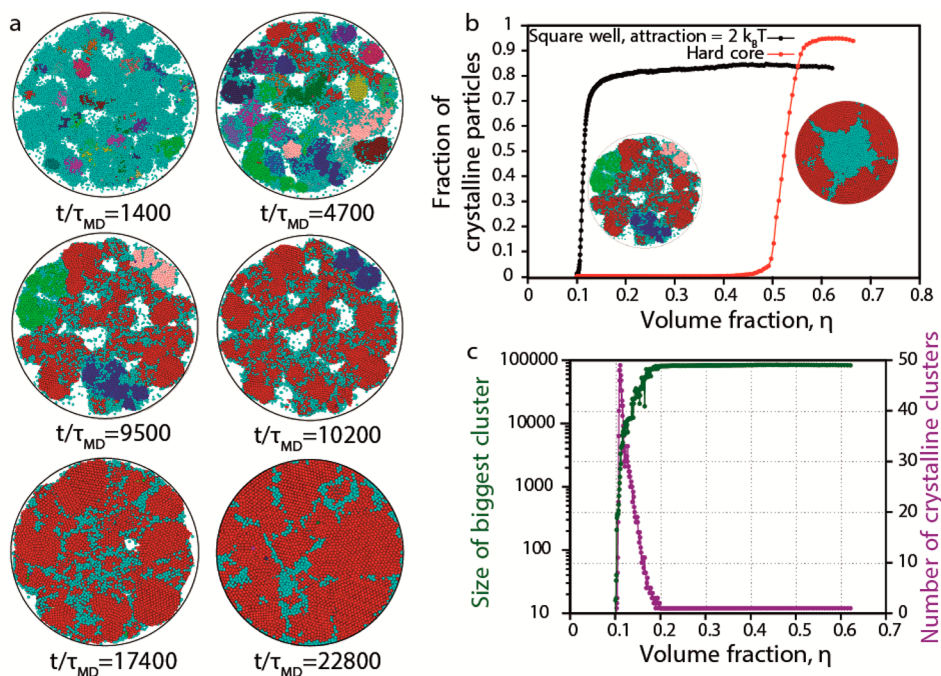 a
t/τMD=1400
t/τMD=4700
t/τMD=9500
t/τMD=10200
t/τMD=17400
t/τMD=22800
b
Fraction of
crystalline particles
1
0.9
0.8
0.7
0.6
0.5
0.4
0.3
0.2
0.1
0
Square well, attraction = 2 kBT
Hard core
0 0.1 0.2 0.3 0.4 0.5 0.6 0.7 0.8
Volume fraction, η
c
Size of biggest cluster
100000
10000
1000
100
10
50
40
30
20
10
0
Number of crystalline clusters
0 0.1 0.2 0.3 0.4 0.5 0.6 0.7
Volume fraction, η